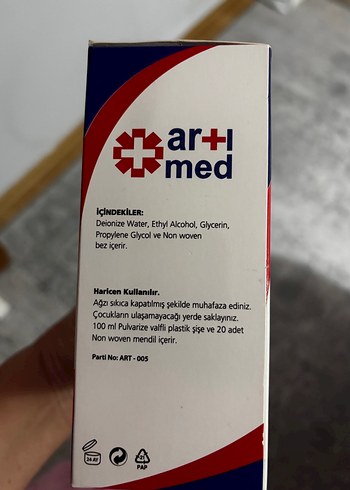 artı
med
İÇİNDEKİLER:
Deionize Water, Ethyl Alcohol, Glycerin,
Propylene Glycol ve Non woven
bez içerir.
Haricen Kullanılır.
Ağzı sıkıca kapatılmış şekilde muhafaza ediniz.
Çocukların ulaşamayacağı yerde saklayınız.
100 ml Pulvarize valfli plastik şişe ve 20 adet
Non woven mendil içerir.
Parti No: ART - 005
24 AY
21
PAP